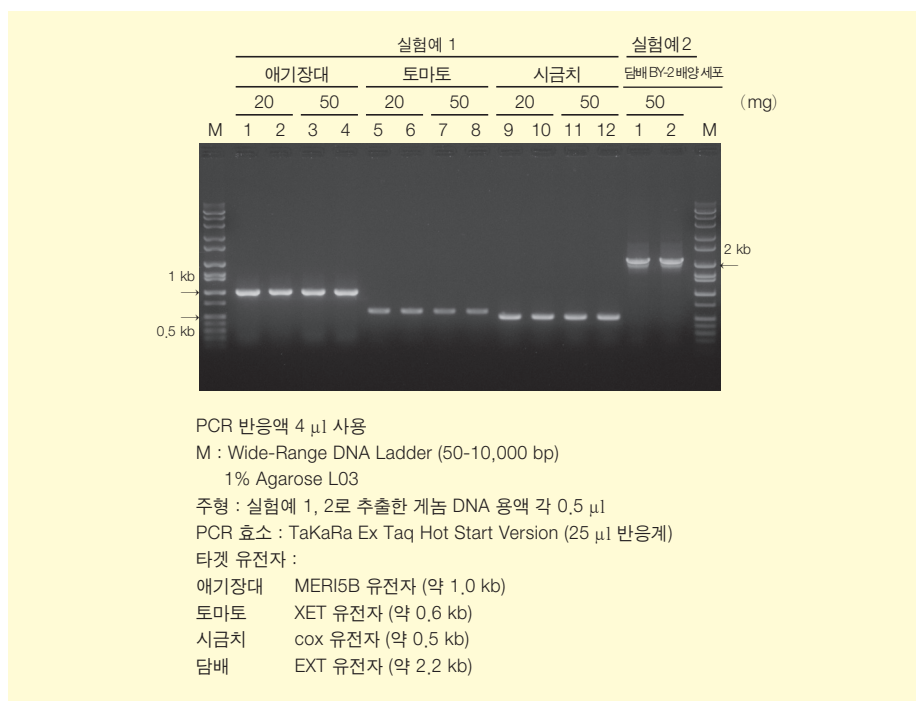 실험예 1 실험예2
애기장대 토마토 시금치 담배 BY-2 배양 세포
20 50 20 50 20 50 50 (mg)
M 1 2 3 4 5 6 7 8 9 10 11 12 1 2 M
2 kb
1 kb
0.5 kb
PCR 반응액 4 μl 사용
M : Wide-Range DNA Ladder (50-10,000 bp)
1% Agarose L03
주형 : 실험예 1, 2로 추출한 게놈 DNA 용액 각 0.5 μl
PCR 효소 : TaKaRa Ex Taq Hot Start Version (25 μl 반응계)
타겟 유전자 :
애기장대 MERI5B 유전자 (약 1.0 kb)
토마토 XET 유전자 (약 0.6 kb)
시금치 cox 유전자 (약 0.5 kb)
담배 EXT 유전자 (약 2.2 kb)